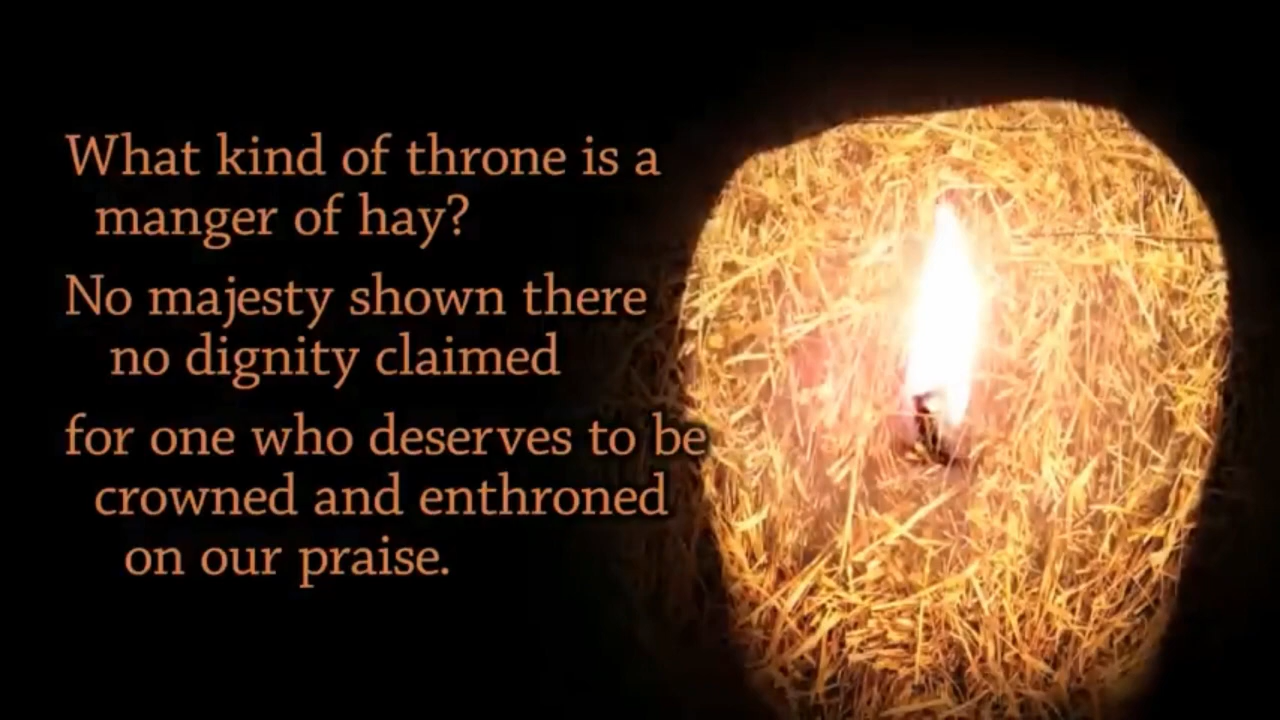 What kind of throne is a
manger of hay?
No majesty shown there
no dignity claimed
for one who deserves to be
crowned and enthroned
on our praise.